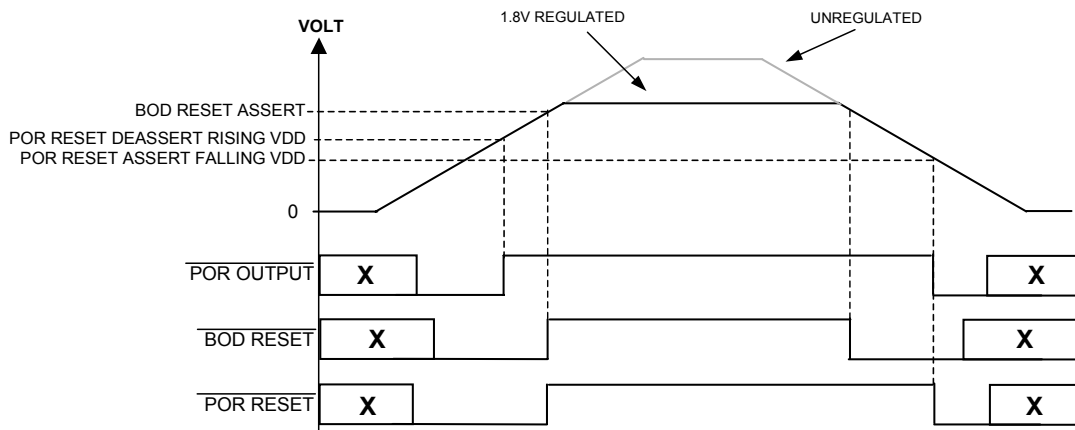 1.8V REGULATED
UNREGULATED
VOLT
BOD RESET ASSERT
POR RESET DEASSERT RISING VDD
POR RESET ASSERT FALLING VDD
0
POR OUTPUT
X
X
BOD RESET
X
X
POR RESET
X
X